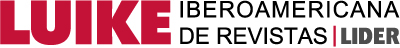 LUIKE IBEROAMERICANA
DE REVISTAS | LIDER